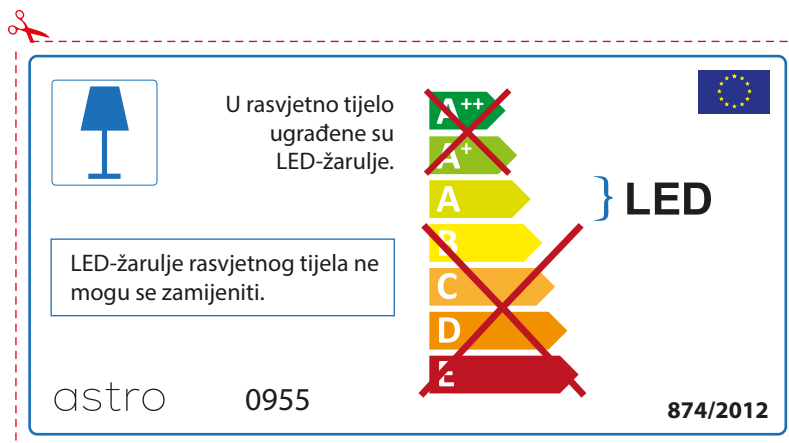 U rasvjetno tijelo
ugrađene su
LED-žarulje.
A++
A+
A
B
C
D
E
LED
LED-žarulje rasvjetnog tijela ne
mogu se zamijeniti.
astro
0955
874/2012